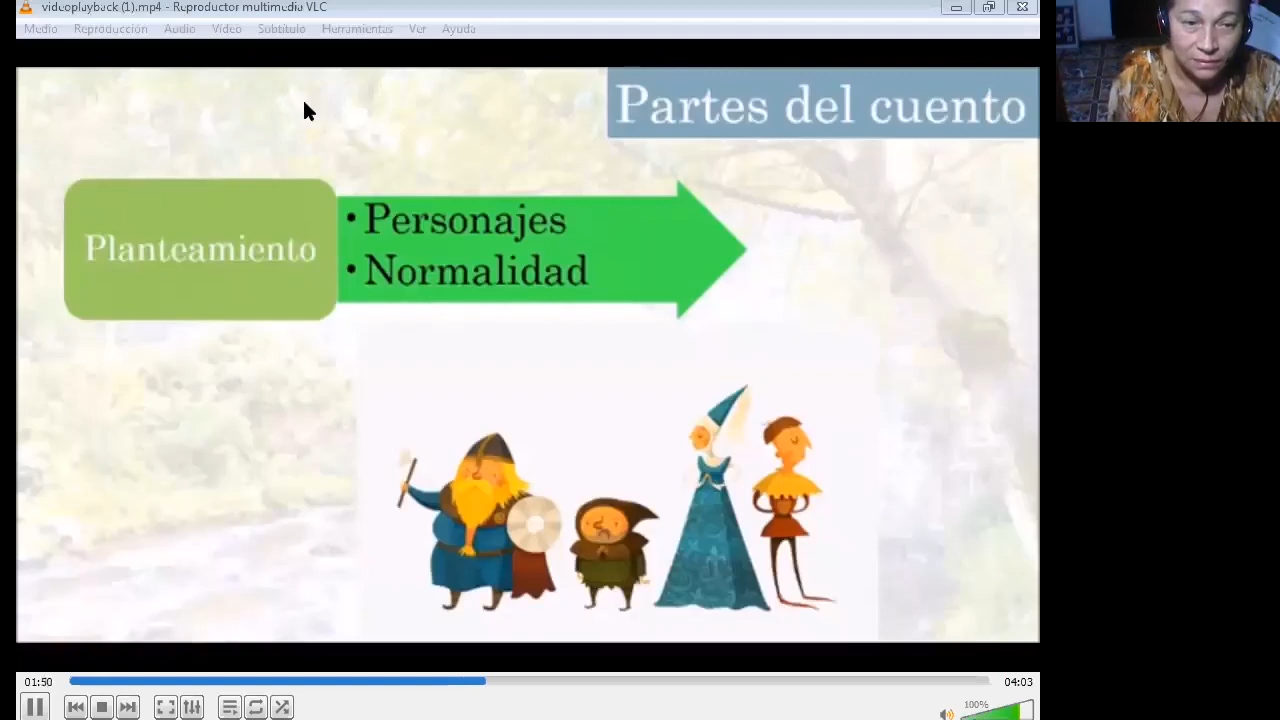 videoplayback (1).mp4 - Reproductor multimedia VLC
Medio Reproducción Audio Vídeo Subtítulo Herramientas Ver Ayuda
Partes del cuento
Planteamiento
• Personajes
• Normalidad
01:50
04:03
100%